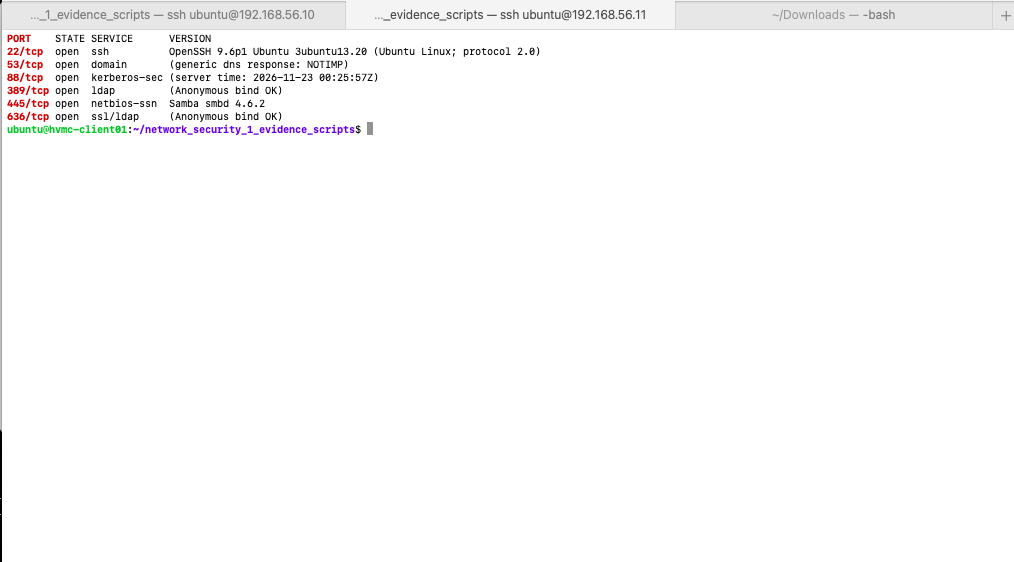 ..._1_evidence_scripts — ssh ubuntu@192.168.56.10
..._evidence_scripts — ssh ubuntu@192.168.56.11
~/Downloads — -bash
+
PORT    STATE SERVICE      VERSION
22/tcp  open  ssh          OpenSSH 9.6p1 Ubuntu 3ubuntu13.20 (Ubuntu Linux; protocol 2.0)
53/tcp  open  domain       (generic dns response: NOTIMP)
88/tcp  open  kerberos-sec (server time: 2026-11-23 00:25:57Z)
389/tcp open  ldap         (Anonymous bind OK)
445/tcp open  netbios-ssn  Samba smbd 4.6.2
636/tcp open  ssl/ldap     (Anonymous bind OK)
ubuntu@hvmc-client01:~/network_security_1_evidence_scripts$